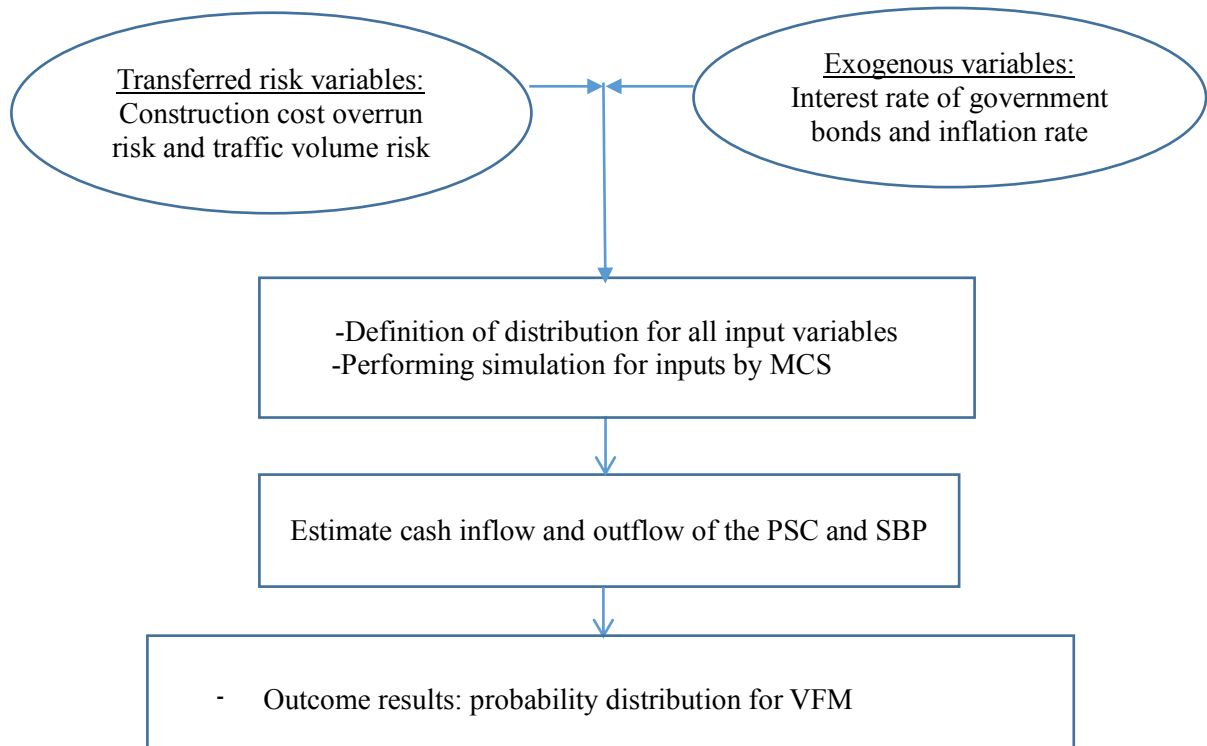 Transferred risk variables:
Construction cost overrun
risk and traffic volume risk
Exogenous variables:
Interest rate of government
bonds and inflation rate
-Definition of distribution for all input variables
-Performing simulation for inputs by MCS
Estimate cash inflow and outflow of the PSC and SBP
- Outcome results: probability distribution for VFM